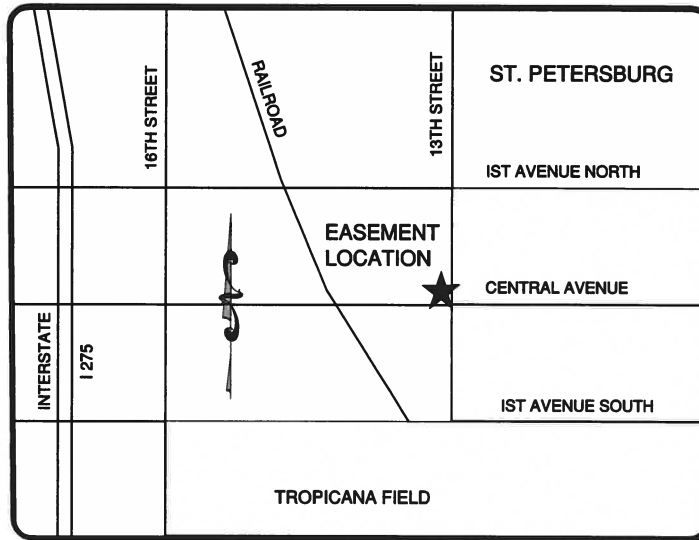 ST. PETERSBURG
16TH STREET
RAILROAD
13TH STREET
IST AVENUE NORTH
EASEMENT
LOCATION
CENTRAL AVENUE
INTERSTATE
I 275
IST AVENUE SOUTH
TROPICANA FIELD